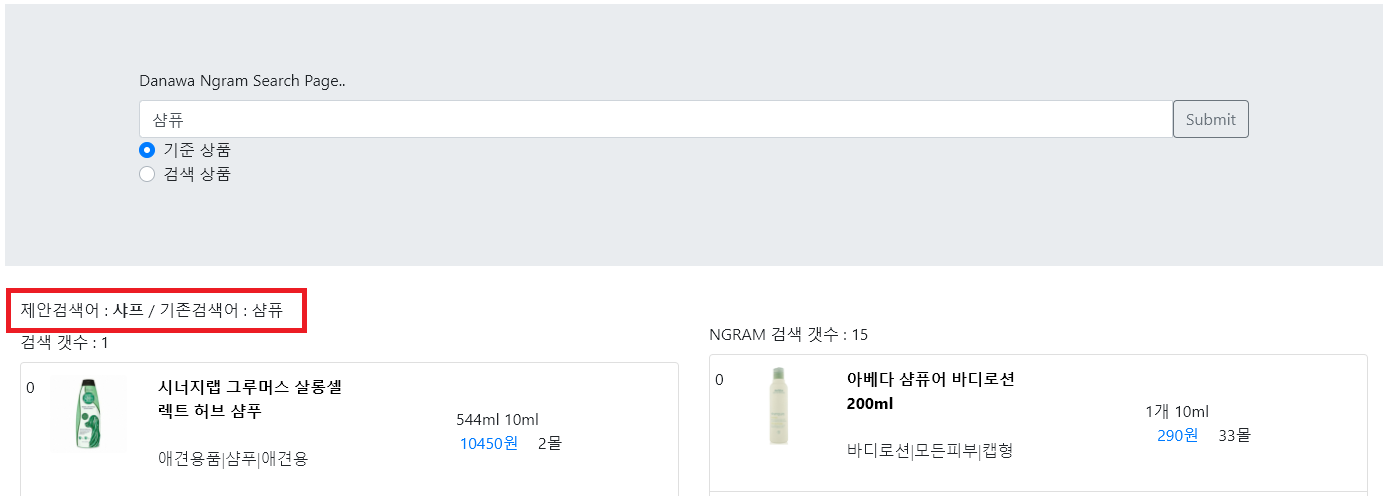 Danawa Ngram Search Page..
샴퓨
Submit
기준 상품
검색 상품
제안검색어 : 샤프 / 기존검색어 : 샴퓨
검색 갯수 : 1
0
시너지랩 그루머스 살롱셀
렉트 허브 샴푸
애견용품|샴푸|애견용
544ml 10ml
10450원 2몰
NGRAM 검색 갯수 : 15
0
아베다 샴퓨어 바디로션
200ml
바디로션|모든피부|캡형
1개 10ml
290원 33몰